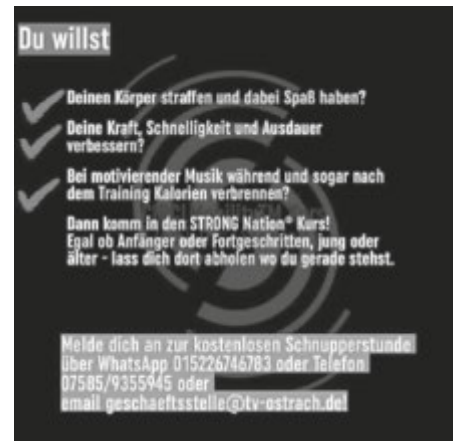 Du willst
Deinen Körper straffen und dabei Spaß haben?
Deine Kraft, Schnelligkeit und Ausdauer
verbessern?
Bei motivierender Musik während und sogar nach
dem Training Kalorien verbrennen?
Dann komm in den STRONG Nation® Kurs!
Egal ob Anfänger oder Fortgeschritten, jung oder
älter - lass dich dort abholen wo du gerade stehst.
Melde dich an zur kostenlosen Schnupperstunde
über WhatsApp 015226746783 oder Telefon
07585/9355945 oder
email geschaeftsstelle@tv-ostrach.de!